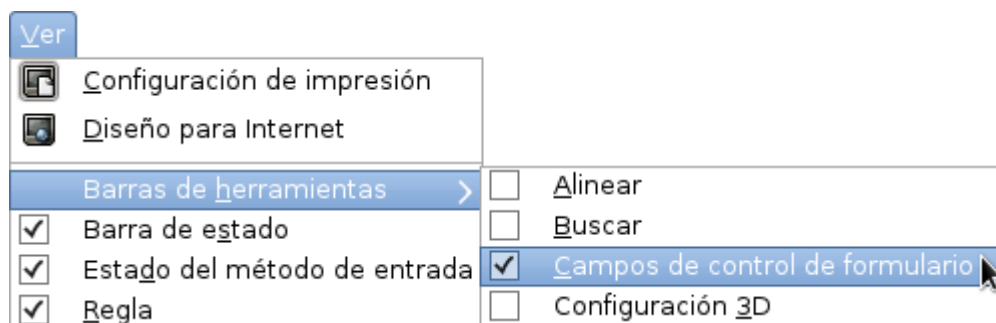 Ver
Configuración de impresión
Diseño para Internet
Barras de herramientas
Alinear
Barra de estado
Buscar
Estado del método de entrada
Campos de control de formulario
Regla
Configuración 3D